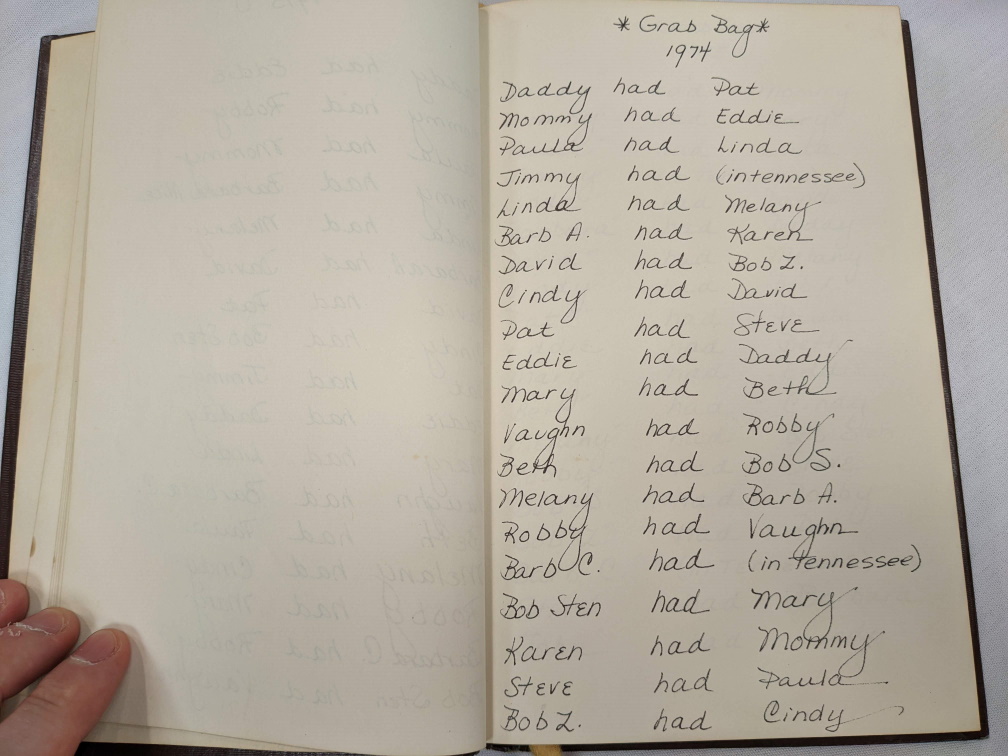 *Grab Bag*
1974
Daddy had Pat
Mommy had Eddie
Paula had Linda
Jimmy had (in tennessee)
Linda had Melany
Barb A. had Karen
David had Bob Z.
Cindy had David
Pat had Steve
Eddie had Daddy
Mary had Beth
Vaughn had Robby
Beth had Bob S.
Melany had Barb A.
Robby had Vaughn
Barb C. had (in tennessee)
Bob Sten had Mary
Karen had Mommy
Steve had Paula
Bob Z. had Cindy